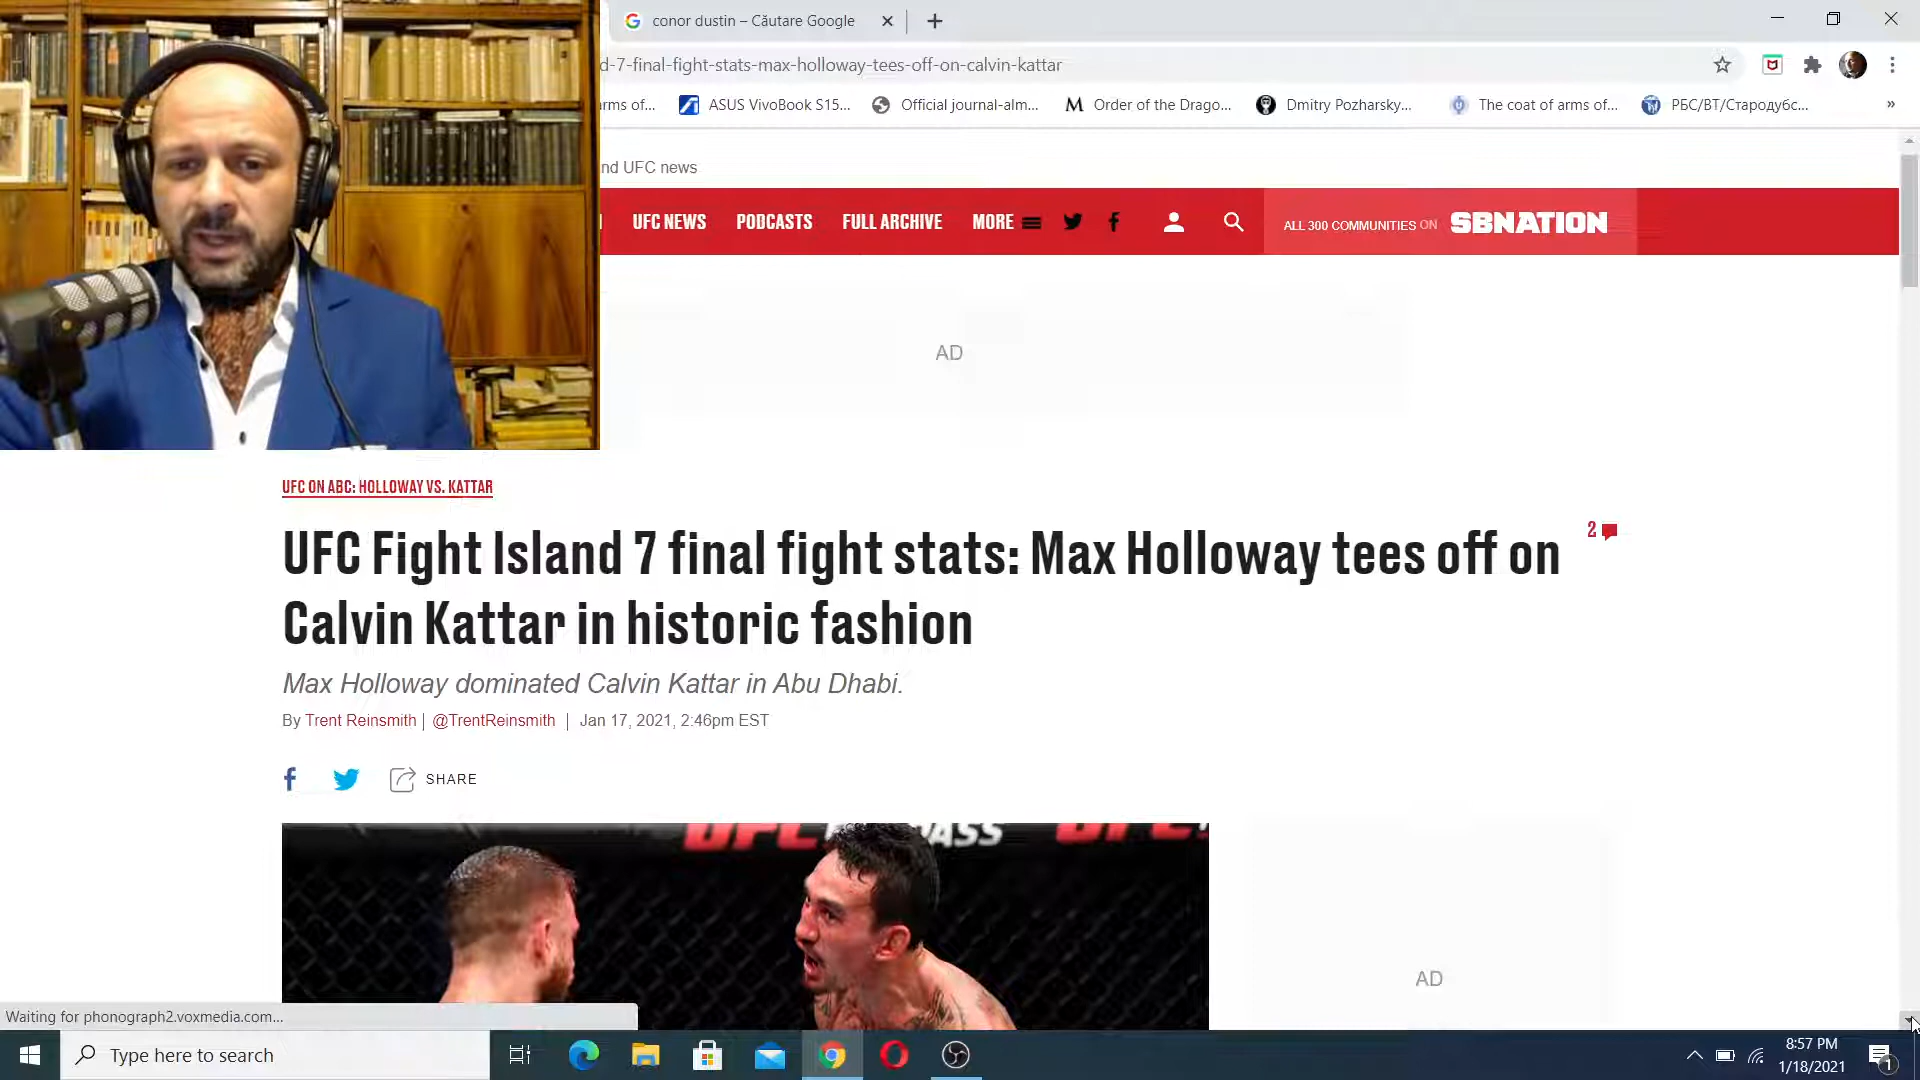 conor dustin – Căutare Google
d-7-final-fight-stats-max-holloway-tees-off-on-calvin-kattar
arms of... ASUS VivoBook S15... Official journal-alm... Order of the Drago... Dmitry Pozharsky... The coat of arms of... РБС/ВТ/Стародубс... »
nd UFC news
UFC NEWS PODCASTS FULL ARCHIVE MORE ALL 300 COMMUNITIES ON SBNATION
AD
UFC ON ABC: HOLLOWAY VS. KATTAR
UFC Fight Island 7 final fight stats: Max Holloway tees off on
Calvin Kattar in historic fashion
2
Max Holloway dominated Calvin Kattar in Abu Dhabi.
By Trent Reinsmith | @TrentReinsmith | Jan 17, 2021, 2:46pm EST
SHARE
AD
Waiting for phonograph2.voxmedia.com...
Type here to search
8:57 PM
1/18/2021
1